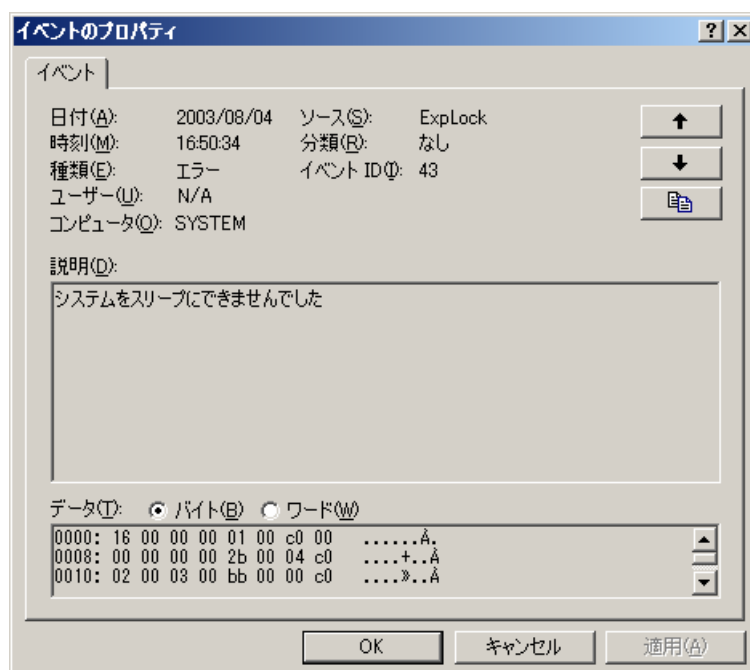 イベントのプロパティ
イベント
日付(A): 2003/08/04 ソース(S): ExpLock
時刻(M): 16:50:34 分類(R): なし
種類(E): エラー イベント ID(I): 43
ユーザー(U): N/A
コンピュータ(O): SYSTEM
説明(D):
システムをスリープにできませんでした
データ(T): バイト(B) ワード(W)
0000: 16 00 00 00 01 00 c0 00 ......À.
0008: 00 00 00 00 2b 00 04 c0 ....+..À
0010: 02 00 03 00 bb 00 00 c0 ....»..À
OK キャンセル 適用(A)